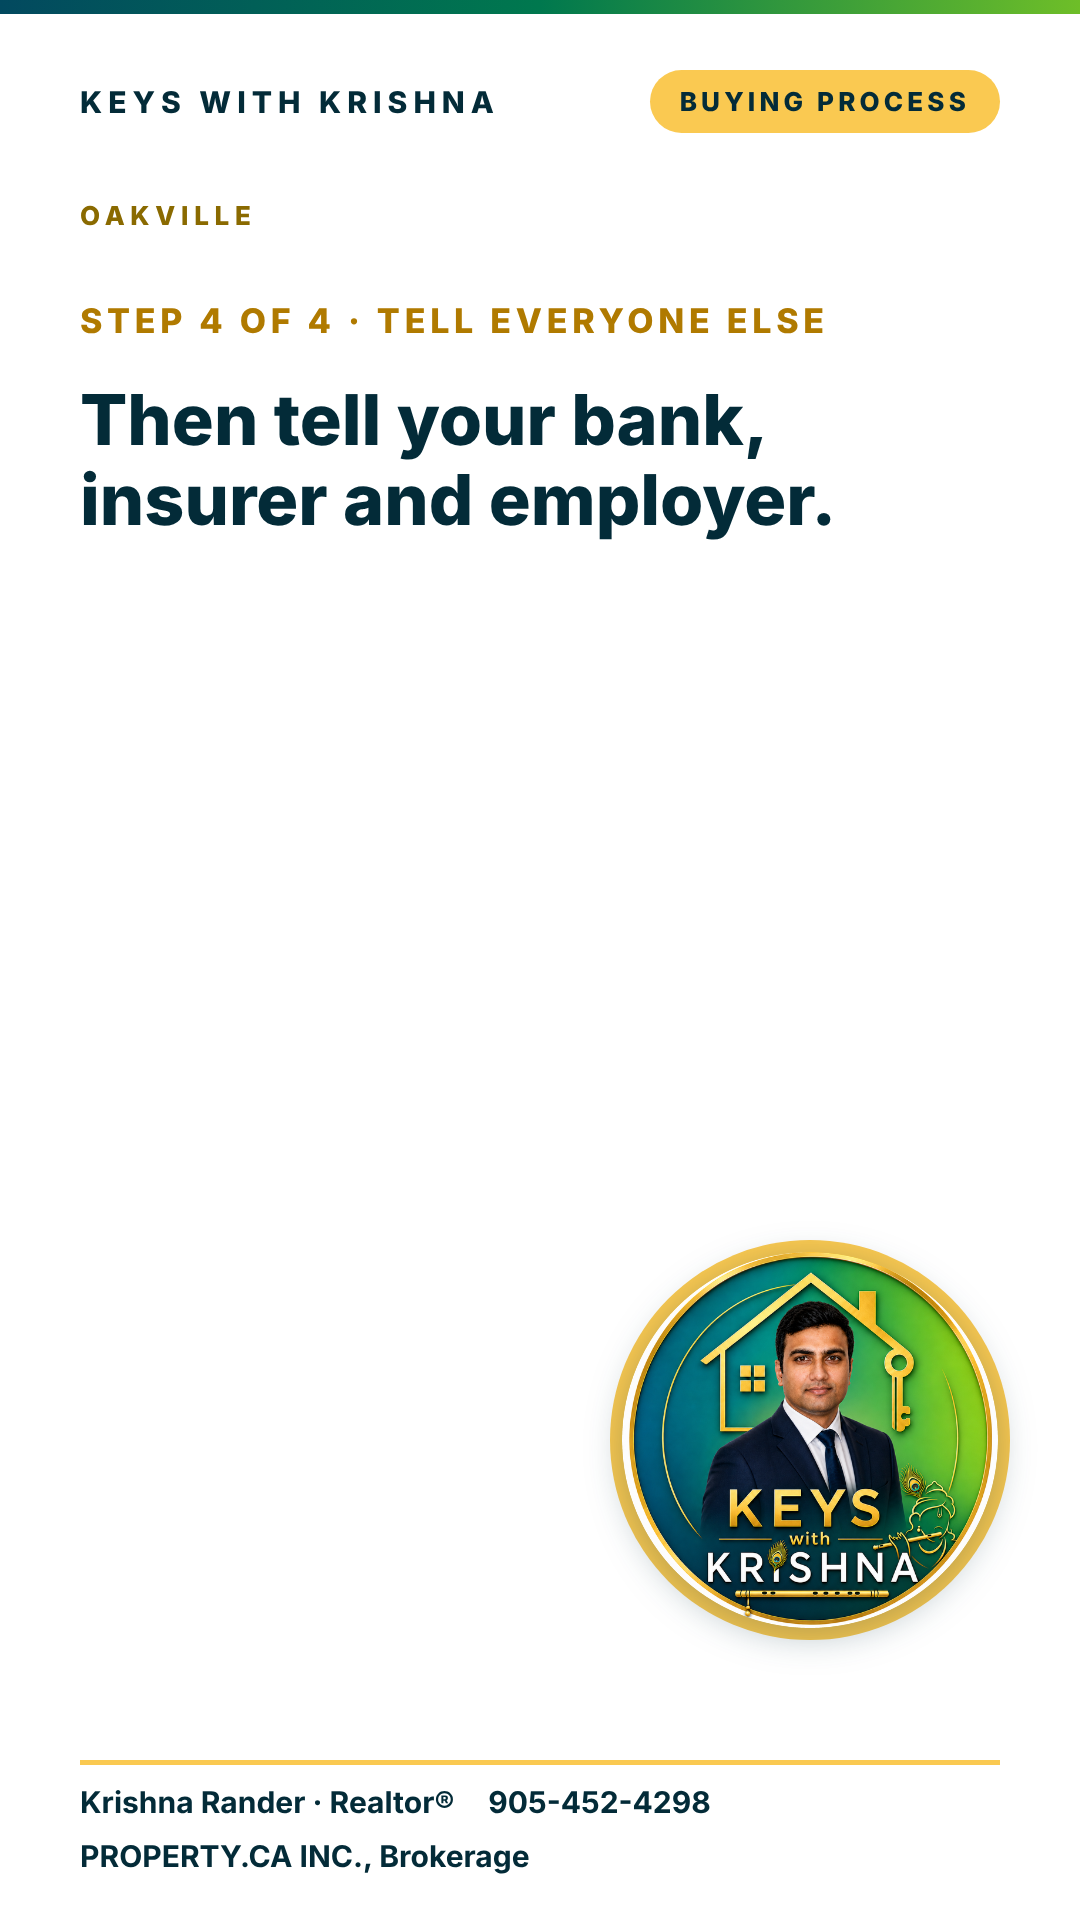 KEYS WITH KRISHNA
BUYING PROCESS
OAKVILLE
STEP 4 OF 4 · TELL EVERYONE ELSE
Then tell your bank,
insurer and employer.
KEYS
with
KRISHNA
Krishna Rander · Realtor® 905-452-4298
PROPERTY.CA INC., Brokerage